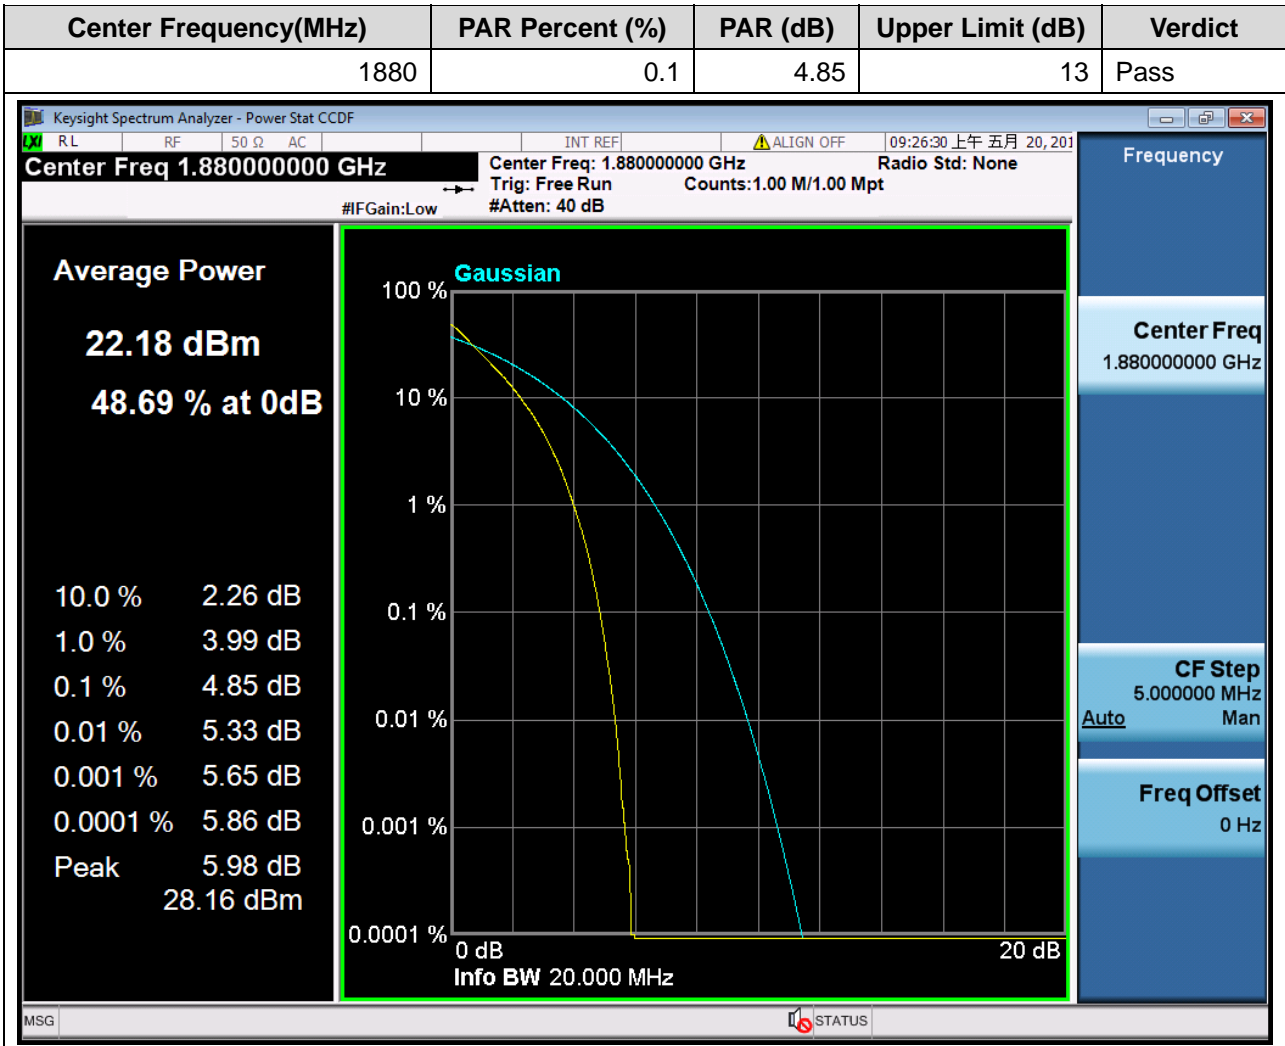 Center Frequency(MHz) PAR Percent (%) PAR (dB) Upper Limit (dB) Verdict
1880 0.1 4.85 13 Pass
Keysight Spectrum Analyzer - Power Stat CCDF
LXI RL RF 50 Ω AC INT REF ALIGN OFF 09:26:30 上午 五月 20, 201
Center Freq 1.880000000 GHz
#IFGain:Low
Center Freq: 1.880000000 GHz Radio Std: None
Trig: Free Run Counts:1.00 M/1.00 Mpt
#Atten: 40 dB
Average Power
22.18 dBm
48.69 % at 0dB
10.0 % 2.26 dB
1.0 % 3.99 dB
0.1 % 4.85 dB
0.01 % 5.33 dB
0.001 % 5.65 dB
0.0001 % 5.86 dB
Peak 5.98 dB
28.16 dBm
Gaussian
100 %
10 %
1 %
0.1 %
0.01 %
0.001 %
0.0001 %
0 dB 20 dB
Info BW 20.000 MHz
Frequency
Center Freq
1.880000000 GHz
CF Step
5.000000 MHz
Auto Man
Freq Offset
0 Hz
MSG STATUS